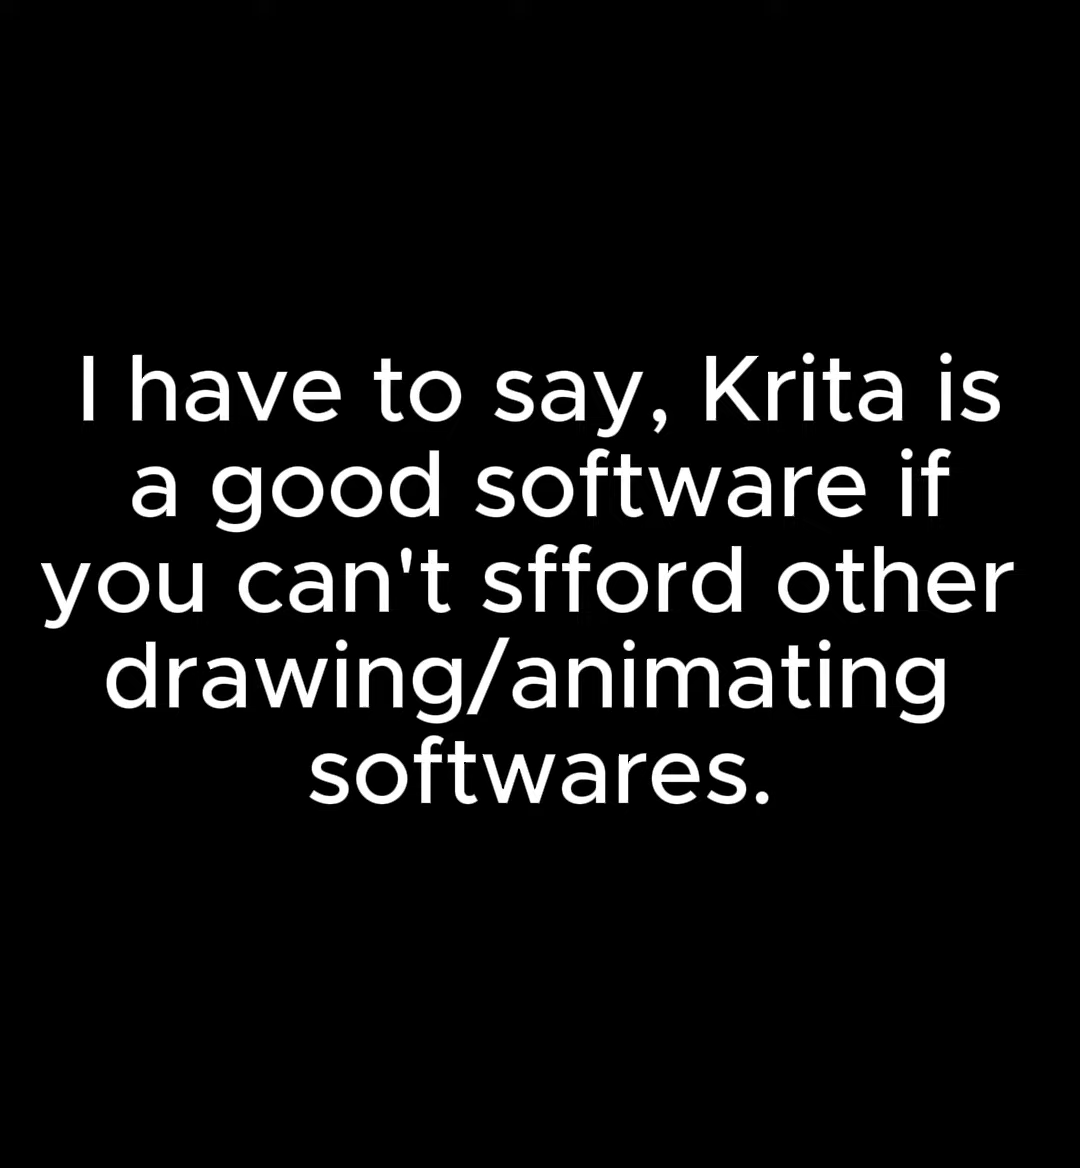 I have to say, Krita is
a good software if
you can't sfford other
drawing/animating
softwares.